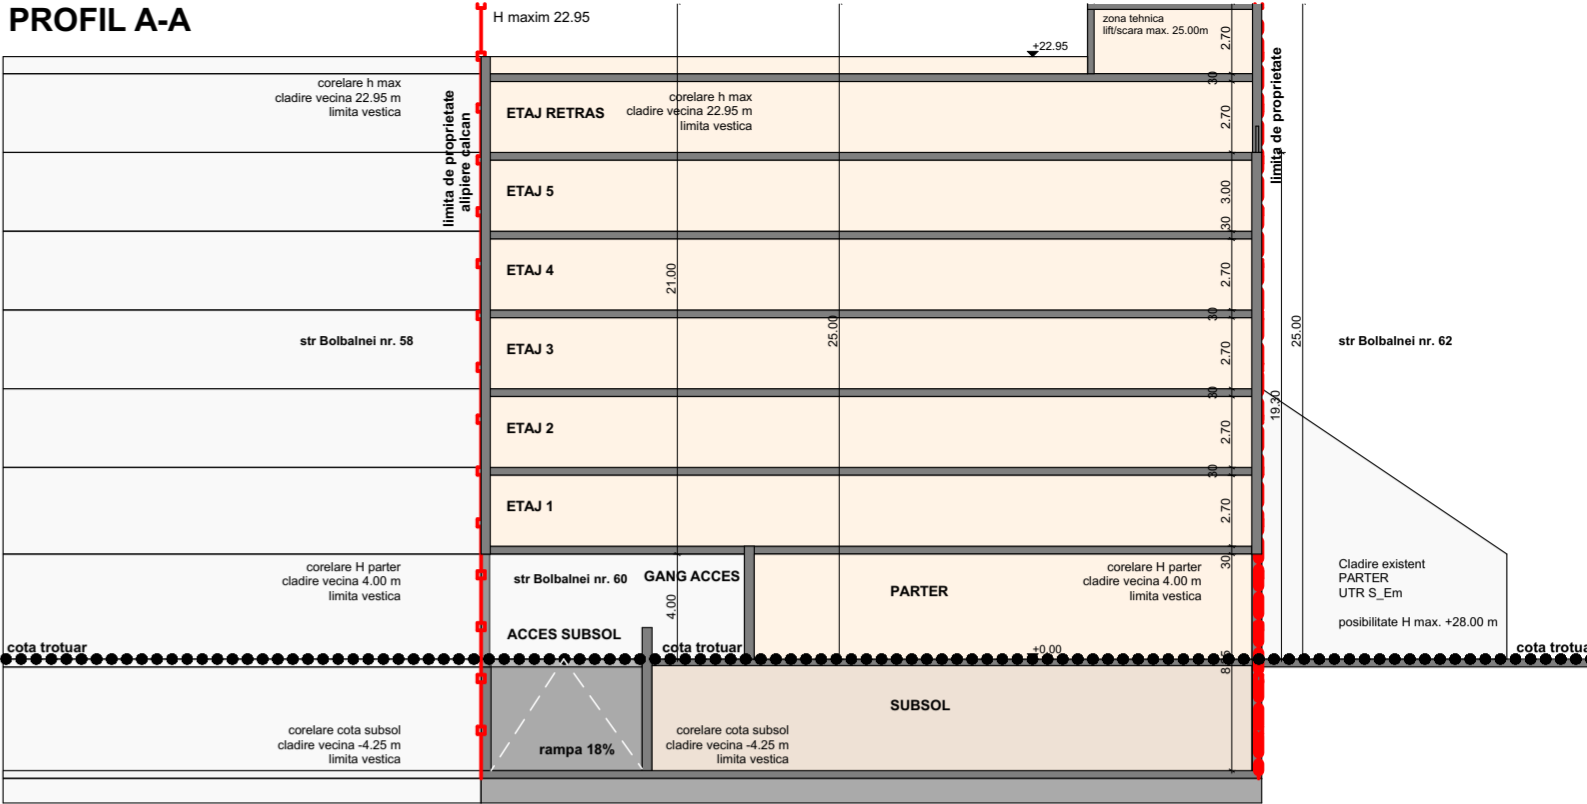 PROFIL A-A
H maxim 22.95
zona tehnica
lift/scara max. 25.00m
+22.95
2.70
30
corelare h max
cladire vecina 22.95 m
limita vestica
limita de proprietate
alipiere calcan
ETAJ RETRAS
corelare h max
cladire vecina 22.95 m
limita vestica
2.70
limita de proprietate
ETAJ 5
3.00
30
ETAJ 4
21.00
2.70
30
str Bolbalnei nr. 58
ETAJ 3
25.00
2.70
25.00
str Bolbalnei nr. 62
30
19.30
ETAJ 2
2.70
30
ETAJ 1
2.70
30
corelare H parter
cladire vecina 4.00 m
limita vestica
str Bolbalnei nr. 60
GANG ACCES
4.00
PARTER
corelare H parter
cladire vecina 4.00 m
limita vestica
Cladire existent
PARTER
UTR S_Em
posibilitate H max. +28.00 m
ACCES SUBSOL
cota trotuar
cota trotuar
+0.00
cota trotua
SUBSOL
corelare cota subsol
cladire vecina -4.25 m
limita vestica
rampa 18%
corelare cota subsol
cladire vecina -4.25 m
limita vestica